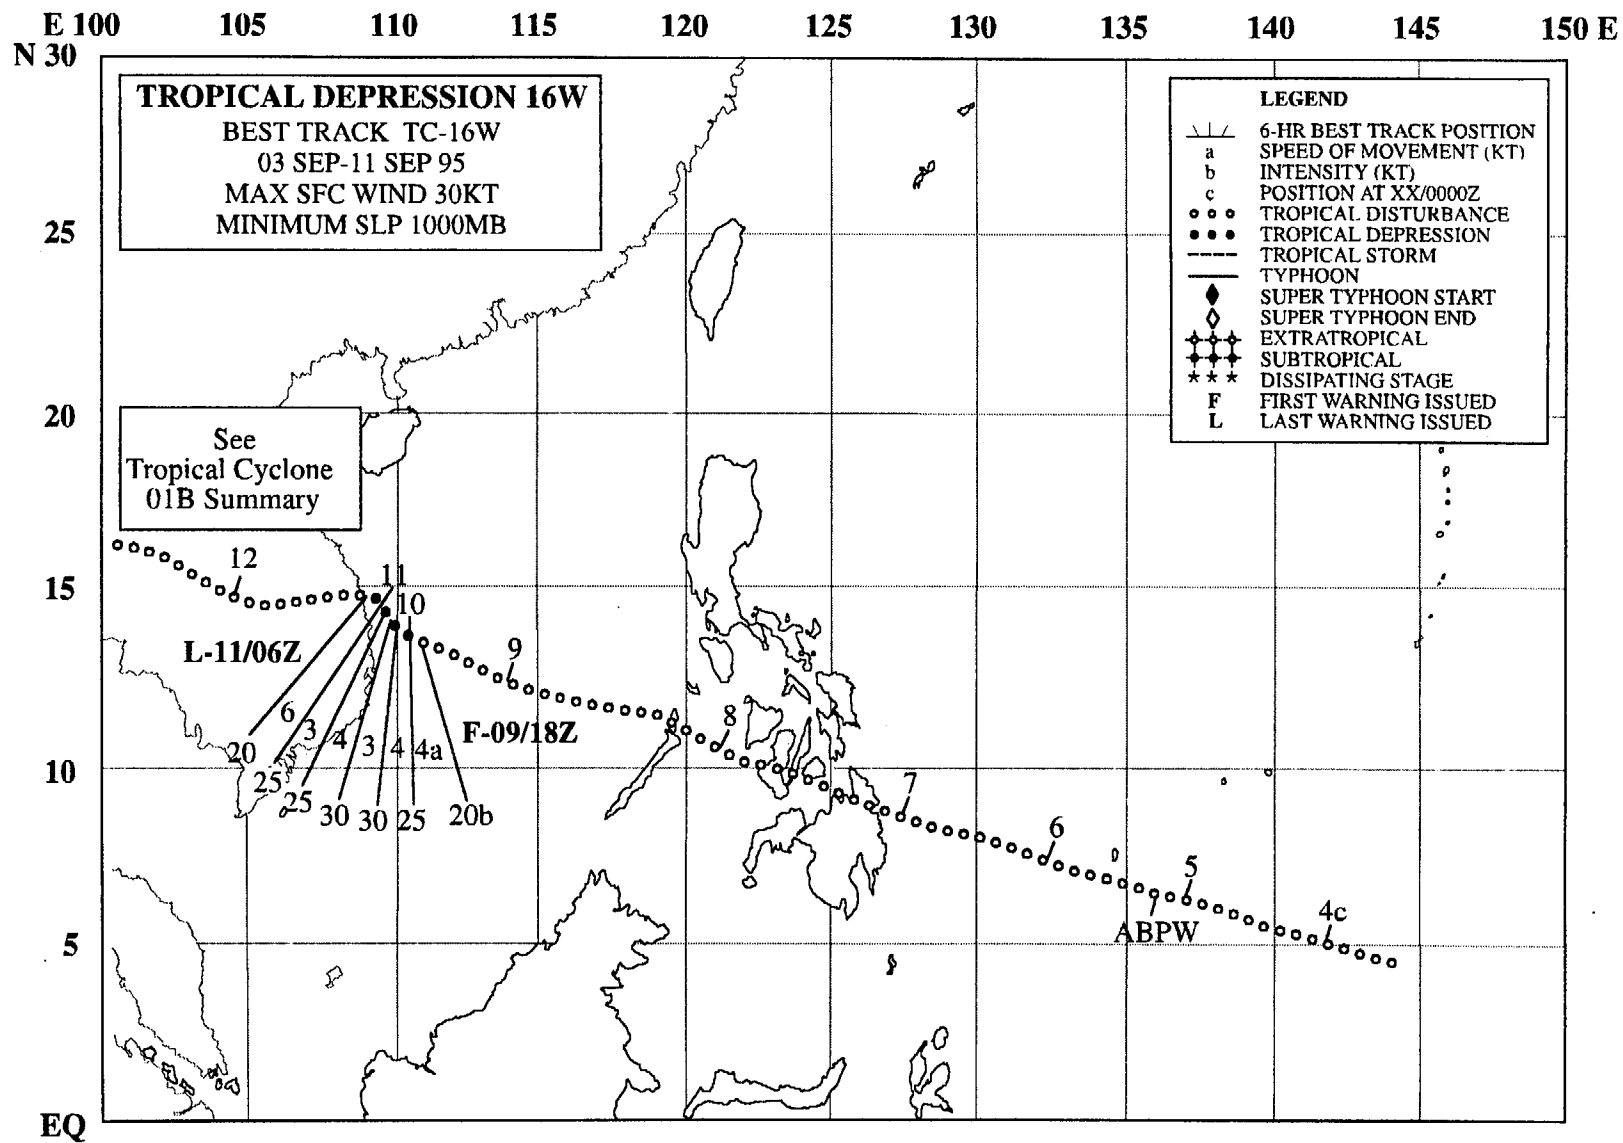 E 100 105 110 115 120 125 130 135 140 145 150 E
N 30
25
20
15
10
5
EQ
TROPICAL DEPRESSION 16W
BEST TRACK TC-16W
03 SEP-11 SEP 95
MAX SFC WIND 30KT
MINIMUM SLP 1000MB
LEGEND
6-HR BEST TRACK POSITION
a SPEED OF MOVEMENT (KT)
b INTENSITY (KT)
c POSITION AT XX/0000Z
TROPICAL DISTURBANCE
TROPICAL DEPRESSION
TROPICAL STORM
TYPHOON
SUPER TYPHOON START
SUPER TYPHOON END
EXTRATROPICAL
SUBTROPICAL
* * * DISSIPATING STAGE
F FIRST WARNING ISSUED
L LAST WARNING ISSUED
See
Tropical Cyclone
01B Summary
12
11
10
9
8
7
6
5
4c
L-11/06Z
F-09/18Z
ABPW
6 3 4 3 4 4a
20 25 25 30 30 25 20b